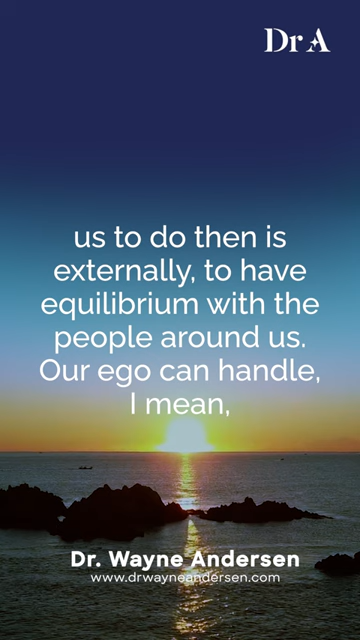 Dr A
us to do then is
externally, to have
equilibrium with the
people around us.
Our ego can handle,
I mean,
Dr. Wayne Andersen
www.drwayneandersen.com